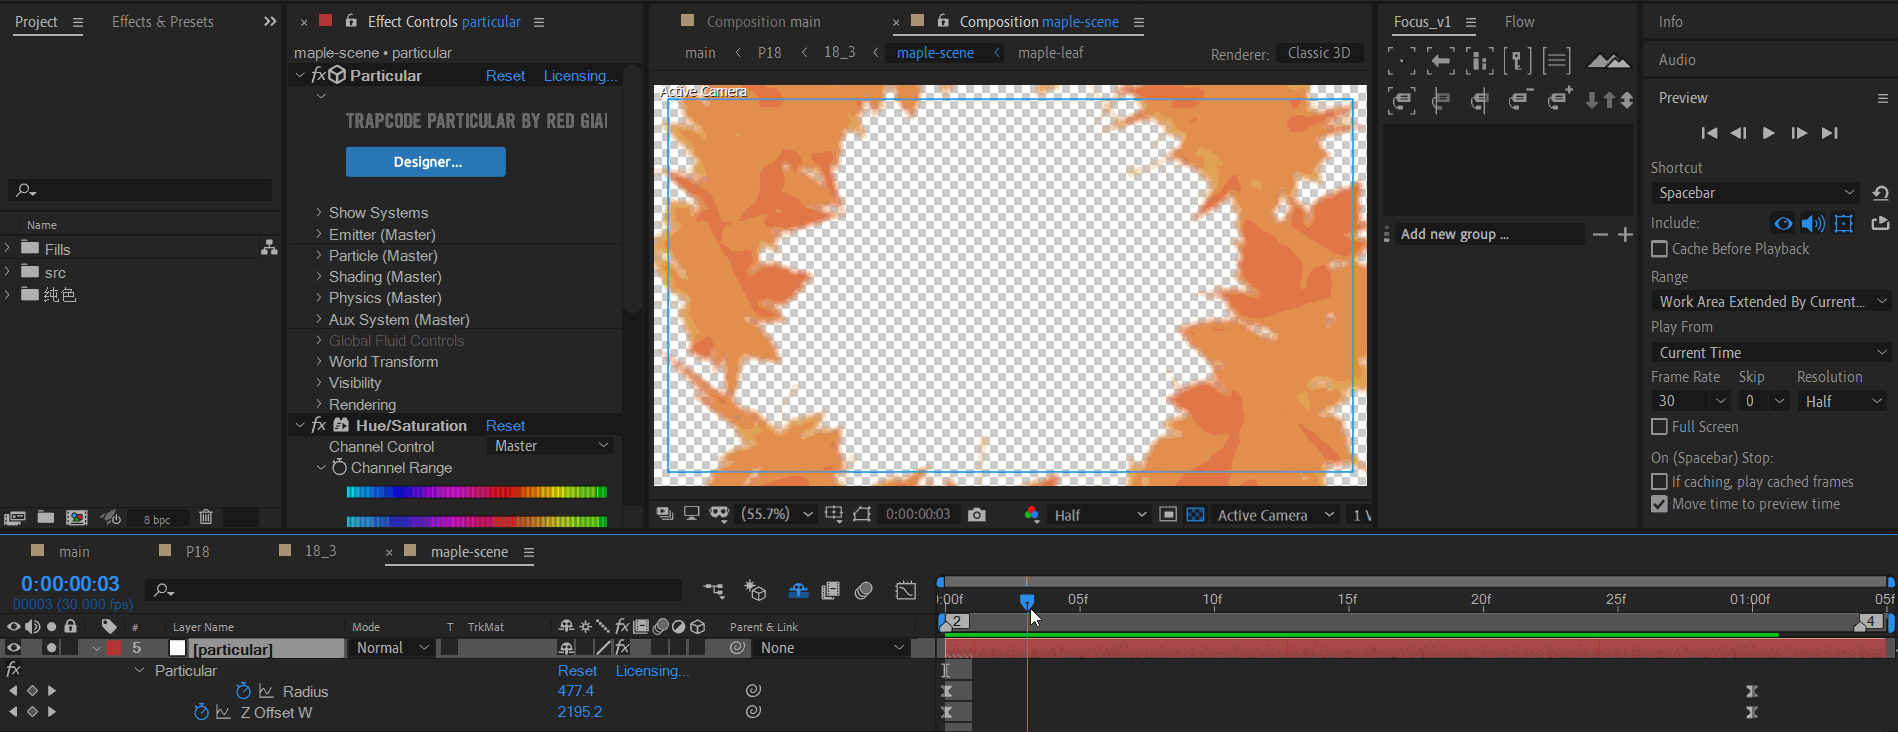 Project
Effects & Presets
Effect Controls particular
Composition main
Composition maple-scene
Focus_v1
Flow
Info
maple-scene • particular
main
P18
18_3
maple-scene
maple-leaf
Renderer:
Classic 3D
Audio
fx Particular
Reset
Licensing...
Active Camera
Preview
TRAPCODE PARTICULAR BY RED GIA
Designer...
Shortcut
Spacebar
Include:
Cache Before Playback
Range
Work Area Extended By Current...
Play From
Current Time
Frame Rate
Skip
Resolution
30
0
Half
Full Screen
On (Spacebar) Stop:
If caching, play cached frames
Move time to preview time
Add new group ...
Show Systems
Emitter (Master)
Particle (Master)
Shading (Master)
Physics (Master)
Aux System (Master)
Global Fluid Controls
World Transform
Visibility
Rendering
fx Hue/Saturation
Reset
Channel Control
Master
Channel Range
Name
Fills
src
纯色
8 bpc
(55.7%)
0:00:00:03
Half
Active Camera
1 V
main
P18
18_3
maple-scene
0:00:00:03
00003 (30.000 fps)
:00f
05f
10f
15f
20f
25f
01:00f
05f
2
4
#
Layer Name
Mode
T
TrkMat
fx
Parent & Link
5
[particular]
Normal
fx
None
fx
Particular
Reset
Licensing...
Radius
477.4
Z Offset W
2195.2